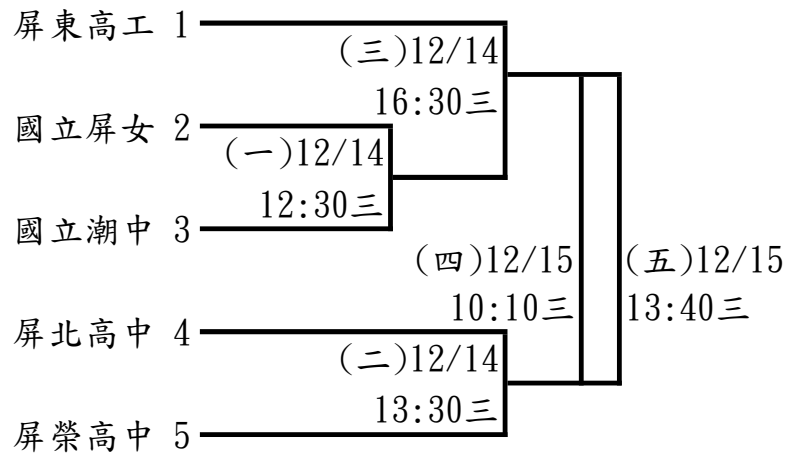 屏東高工 1
(三)12/14
16:30三
國立屏女 2
(一)12/14
12:30三
國立潮中 3
(四)12/15
10:10三
(五)12/15
13:40三
屏北高中 4
(二)12/14
13:30三
屏榮高中 5